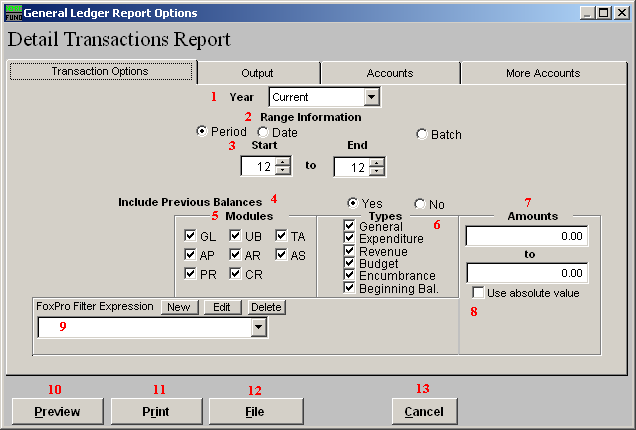 FUND
General Ledger Report Options
Detail Transactions Report
Transaction Options
Output
Accounts
More Accounts
1 Year Current
2 Range Information
Period Date Batch
3 Start End
12 to 12
Include Previous Balances 4 Yes No
5 Modules
GL UB TA
AP AR AS
PR CR
Types
General
6
Expenditure
Revenue
Budget
Encumbrance
Beginning Bal.
7
Amounts
0.00
to
0.00
Use absolute value
8
FoxPro Filter Expression New Edit Delete
9
10 11 12 13
Preview Print File Cancel